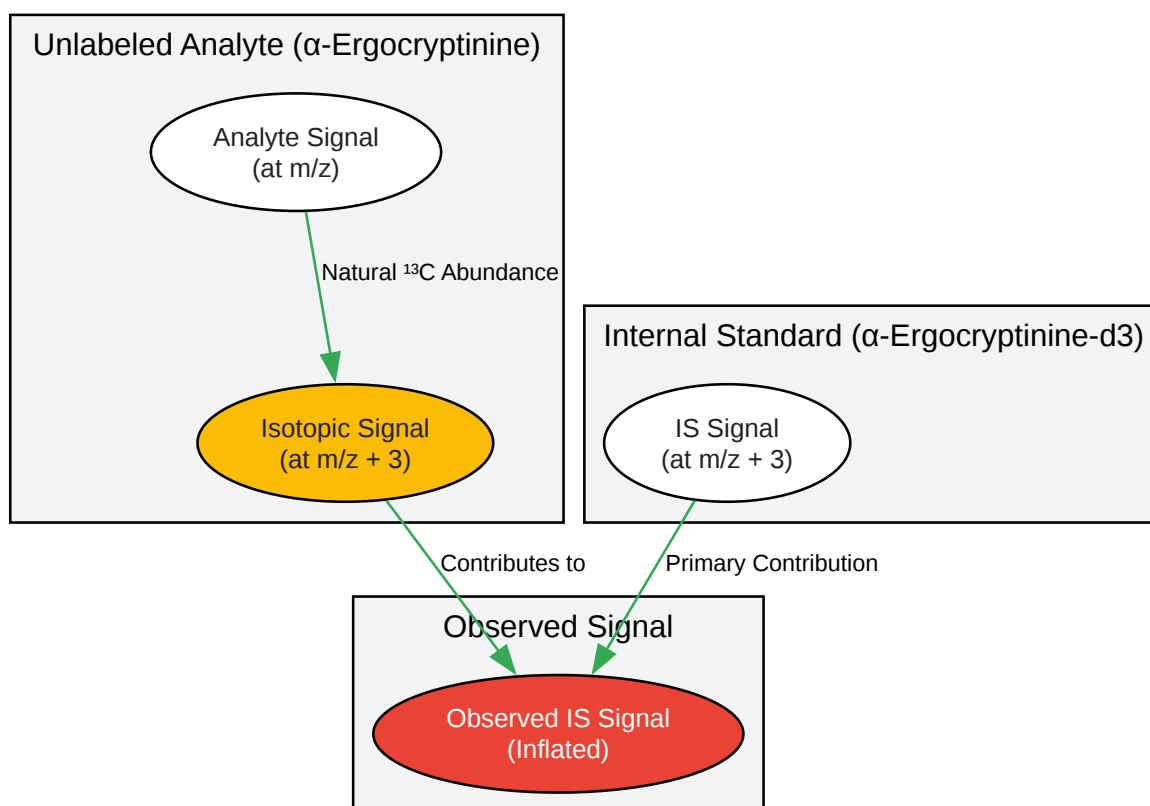 Unlabeled Analyte (α-Ergocryptinine)
Analyte Signal
(at m/z)
Natural ¹³C Abundance
Isotopic Signal
(at m/z + 3)
Internal Standard (α-Ergocryptinine-d3)
IS Signal
(at m/z + 3)
Contributes to
Primary Contribution
Observed Signal
Observed IS Signal
(Inflated)